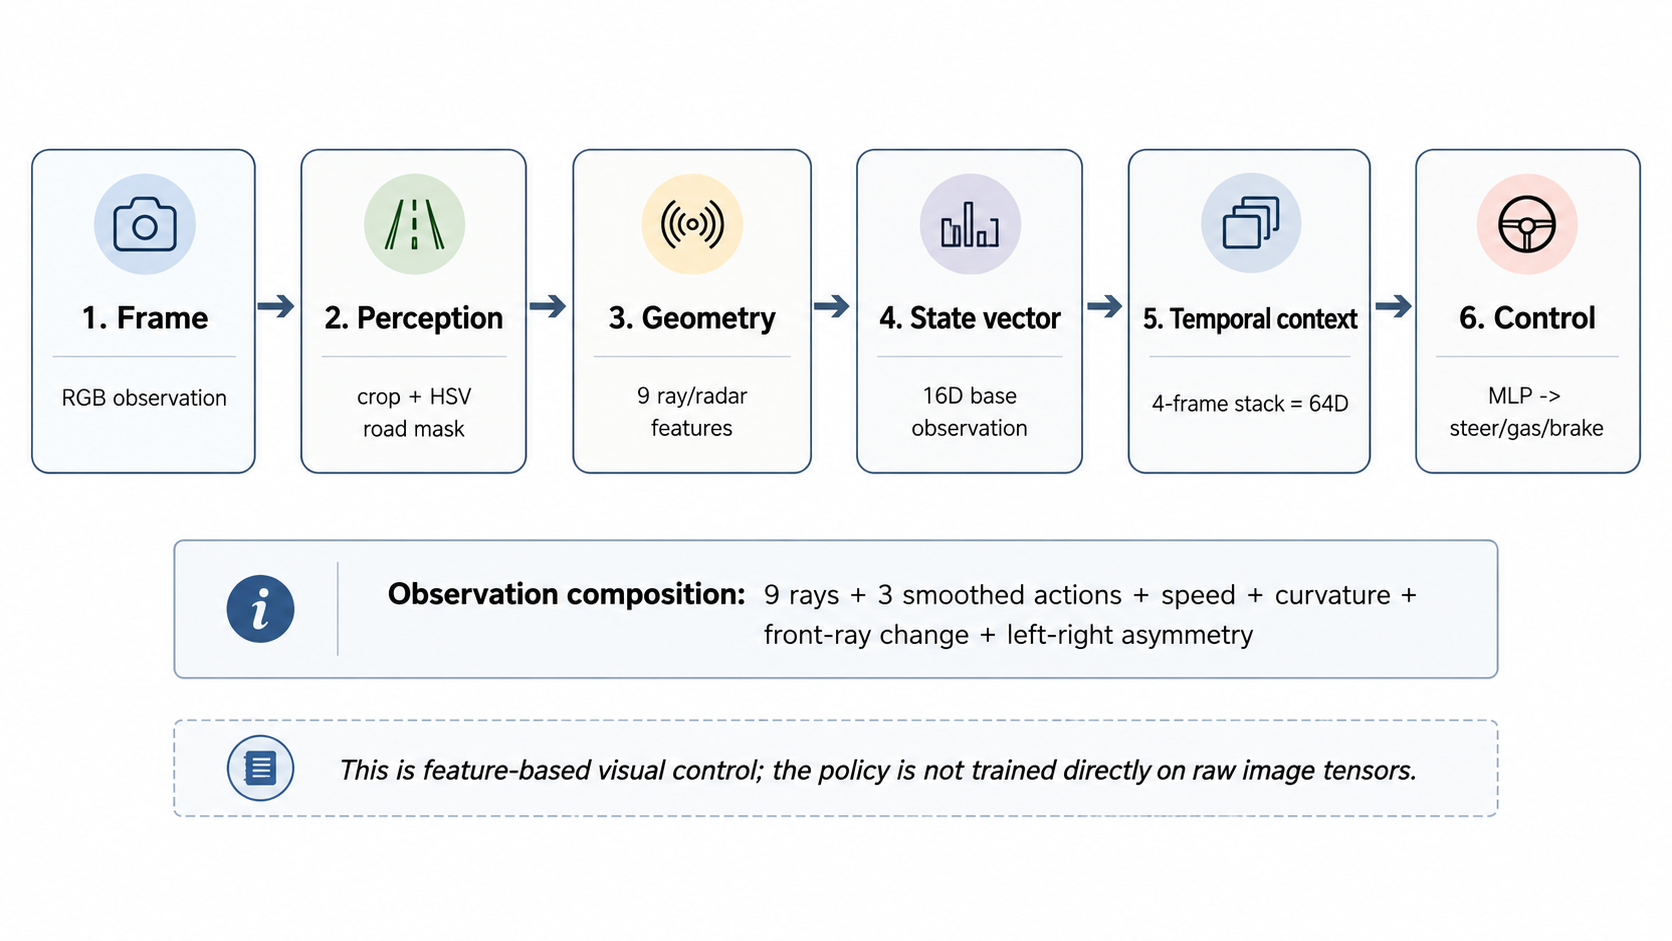 1. Frame
RGB observation
2. Perception
crop + HSV
road mask
3. Geometry
9 ray/radar
features
4. State vector
16D base
observation
5. Temporal context
4-frame stack = 64D
6. Control
MLP ->
steer/gas/brake
Observation composition: 9 rays + 3 smoothed actions + speed + curvature +
front-ray change + left-right asymmetry
This is feature-based visual control; the policy is not trained directly on raw image tensors.